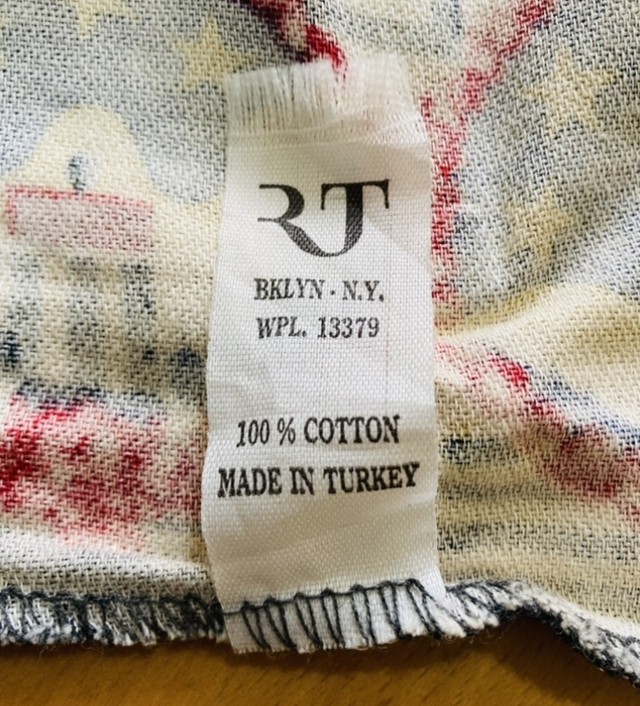 RT
BKLYN · N.Y.
WPL. 13379
100 % COTTON
MADE IN TURKEY